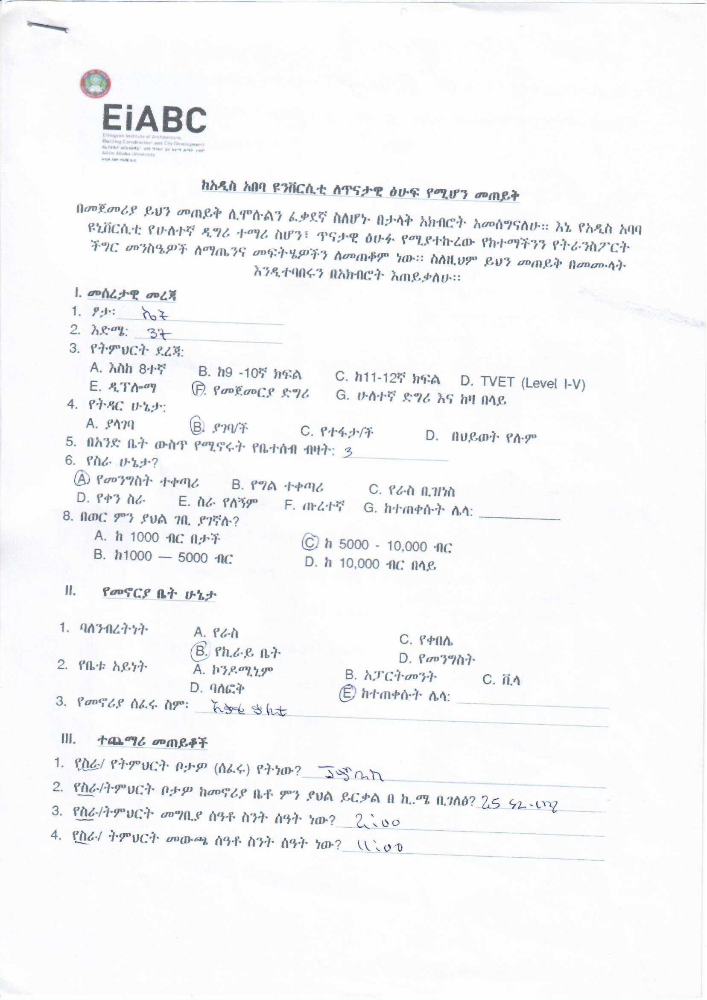 EiABC
Ethiopian Institute of Architecture,
Building Construction and City Development
Addis Ababa University
ከአዲስ አበባ ዩንቨርሲቲ ለጥናታዊ ፅሁፍ የሚሆን መጠይቅ
በመጀመሪያ ይህን መጠይቅ ሊሞሉልን ፈቃደኛ ስለሆኑ በታላቅ አክብሮት አመሰግናለሁ፡፡ እኔ የአዲስ አባባ
ዩኒቨርሲቲ የሁለተኛ ዲግሪ ተማሪ ስሆን፣ ጥናታዊ ፅሁፉ የሚያተኩረው የከተማችንን የትራንስፖርት
ችግር መንስዔዎች ለማጤንና መፍትሄዎችን ለመጠቆም ነው፡፡ ስለዚህም ይህን መጠይቅ በመሙላት
እንዲተባበሩን በአክብሮት እጠይቃለሁ፡፡
I. መሰረታዊ መረጃ
1. ፆታ: ሴት
2. እድሜ: 37
3. የትምህርት ደረጃ:
A. እስከ 8ተኛ B. ከ9 -10ኛ ክፍል C. ከ11-12ኛ ክፍል D. TVET (Level I-V)
E. ዲፕሎማ F. የመጀመርያ ድግሪ G. ሁለተኛ ድግሪ እና ከዛ በላይ
4. የትዳር ሁኔታ:
A. ያላገባ B. ያገባ/ች C. የተፋታ/ች D. በህይወት የሉም
5. በአንድ ቤት ውስጥ የሚኖሩት የቤተሰብ ብዛት: 3
6. የስራ ሁኔታ?
A. የመንግስት ተቀጣሪ B. የግል ተቀጣሪ C. የራስ ቢዝነስ
D. የቀን ስራ E. ስራ የለኝም F. ጡረተኛ G. ከተጠቀሱት ሌላ:
8. በወር ምን ያህል ገቢ ያገኛሉ?
A. ከ 1000 ብር በታች C. ከ 5000 - 10,000 ብር
B. ከ1000 — 5000 ብር D. ከ 10,000 ብር በላይ
II. የመኖርያ ቤት ሁኔታ
1. ባለንብረትነት A. የራስ C. የቀበሌ
B. የኪራይ ቤት D. የመንግስት
2. የቤቱ አይነት A. ኮንዶሚኒም B. አፓርትመንት C. ቪላ
D. ባለፎቅ E. ከተጠቀሱት ሌላ:
3. የመኖሪያ ሰፈሩ ስም:
III. ተጨማሪ መጠይቆች
1. የስራ/ የትምህርት ቦታዎ (ሰፈሩ) የትነው?
2. የስራ/ትምህርት ቦታዎ ከመኖሪያ ቤቶ ምን ያህል ይርቃል በ ኪ..ሜ ቢገለፅ? 25 ኪ.ሜ
3. የስራ/ትምህርት መግቢያ ሰዓቶ ስንት ሰዓት ነው? 2:00
4. የስራ/ ትምህርት መውጫ ሰዓቶ ስንት ሰዓት ነው? 11:00